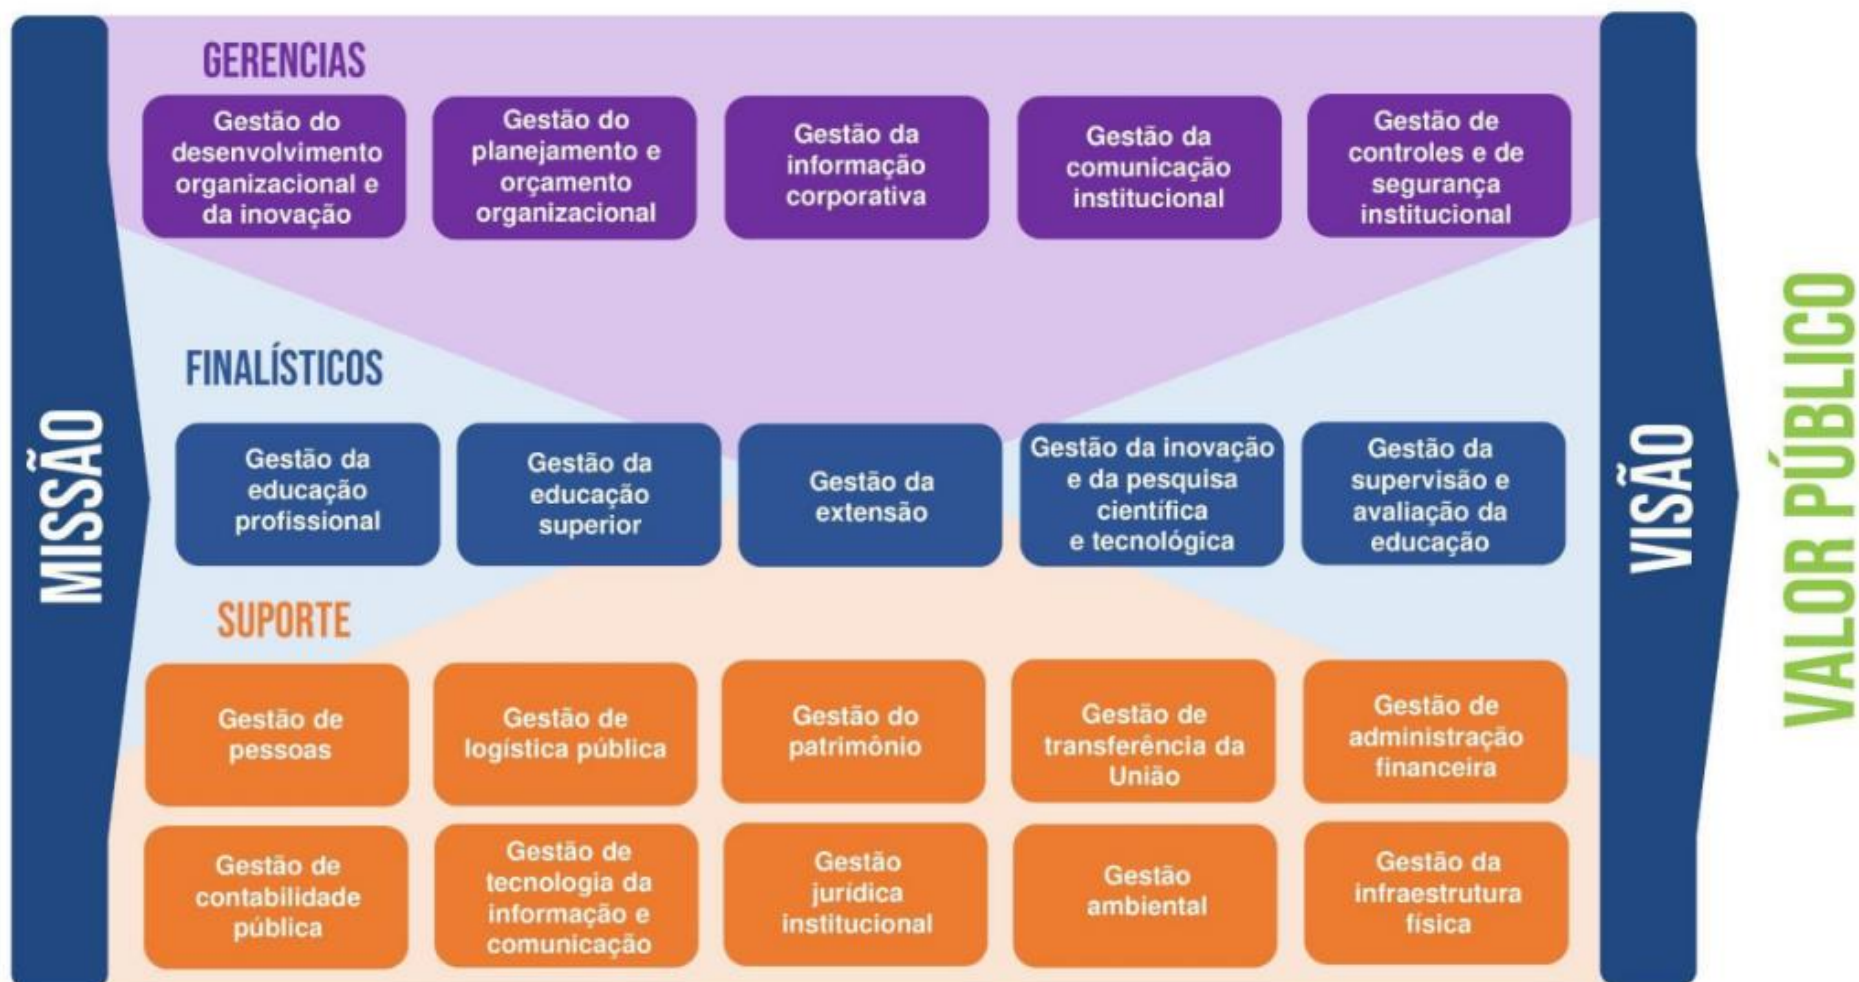 GERENCIAS
Gestão do
desenvolvimento
organizacional e
da inovação
Gestão do
planejamento e
orçamento
organizacional
Gestão da
informação
corporativa
Gestão da
comunicação
institucional
Gestão de
controles e de
segurança
institucional
FINALÍSTICOS
Gestão da
educação
profissional
Gestão da
educação
superior
Gestão da
extensão
Gestão da inovação
e da pesquisa
científica
e tecnológica
Gestão da
supervisão e
avaliação da
educação
SUPORTE
Gestão de
pessoas
Gestão de
logística pública
Gestão do
patrimônio
Gestão de
transferência da
União
Gestão de
administração
financeira
Gestão de
contabilidade
pública
Gestão de
tecnologia da
informação e
comunicação
Gestão
jurídica
institucional
Gestão
ambiental
Gestão da
infraestrutura
física
MISSÃO
VISÃO
VALOR PÚBLICO